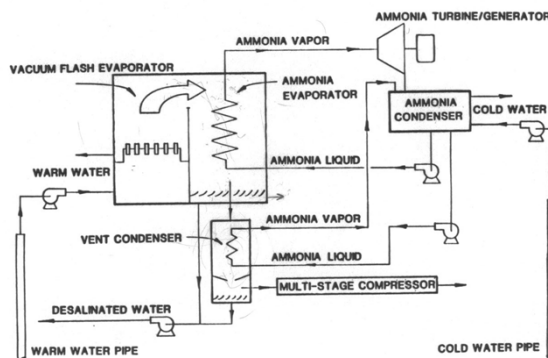 AMMONIA TURBINE/GENERATOR
AMMONIA VAPOR
VACUUM FLASH EVAPORATOR
AMMONIA
EVAPORATOR
AMMONIA
CONDENSER
COLD WATER
WARM WATER
AMMONIA LIQUID
AMMONIA VAPOR
VENT CONDENSER
AMMONIA LIQUID
MULTI-STAGE COMPRESSOR
DESALINATED WATER
WARM WATER PIPE
COLD WATER PIPE